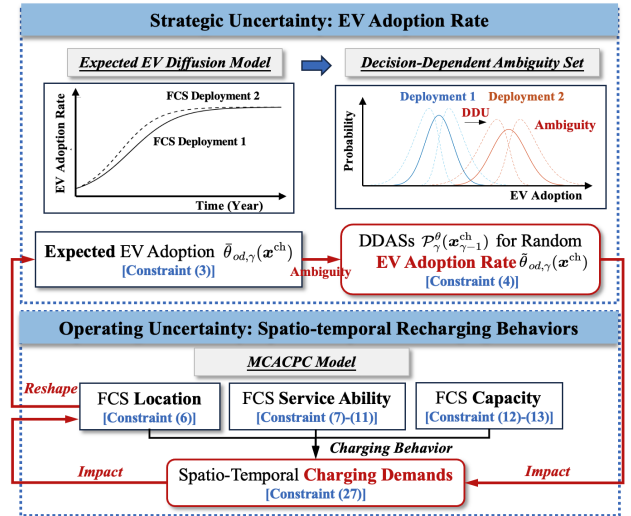 Strategic Uncertainty: EV Adoption Rate
Expected EV Diffusion Model
Decision-Dependent Ambiguity Set
EV Adoption Rate
FCS Deployment 2
FCS Deployment 1
Time (Year)
Probability
Deployment 1
Deployment 2
DDU
Ambiguity
EV Adoption
Expected EV Adoption θ̄_{od,γ}(x^{ch})
[Constraint (3)]
Ambiguity
DDASs 𝒫^θ_γ(x^{ch}_{γ−1}) for Random
EV Adoption Rate θ̃_{od,γ}(x^{ch})
[Constraint (4)]
Operating Uncertainty: Spatio-temporal Recharging Behaviors
MCACPC Model
Reshape
FCS Location
[Constraint (6)]
FCS Service Ability
[Constraint (7)-(11)]
FCS Capacity
[Constraint (12)-(13)]
Charging Behavior
Impact
Spatio-Temporal Charging Demands
[Constraint (27)]
Impact